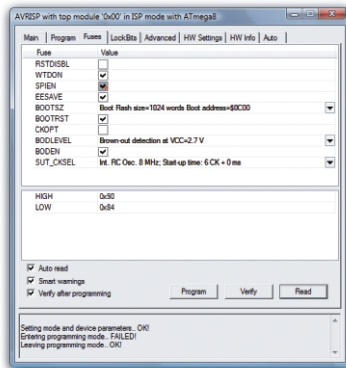 AVRISP with top module '0x00' in ISP mode with ATmega8
Main Program Fuses LockBits Advanced HW Settings HW Info Auto
Fuse Value
RSTDISBL
WTDON
SPIEN
EESAVE
BOOTSZ Boot Flash size=1024 words Boot address=$0C00
BOOTRST
CKOPT
BODLEVEL Brown-out detection at VCC=2.7 V
BODEN
SUT_CKSEL Int. RC Osc. 8 MHz; Start-up time: 6 CK + 0 ms
HIGH 0x90
LOW 0x84
Auto read
Smart warnings
Verify after programming
Program Verify Read
Setting mode and device parameters.. OK!
Entering programming mode.. FAILED!
Leaving programming mode.. OK!